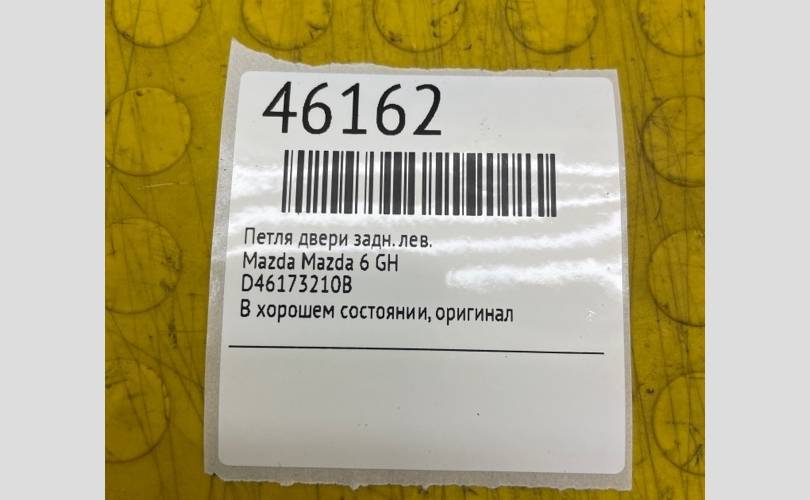 46162
Петля двери задн. лев.
Mazda Mazda 6 GH
D46173210B
В хорошем состоянии, оригинал